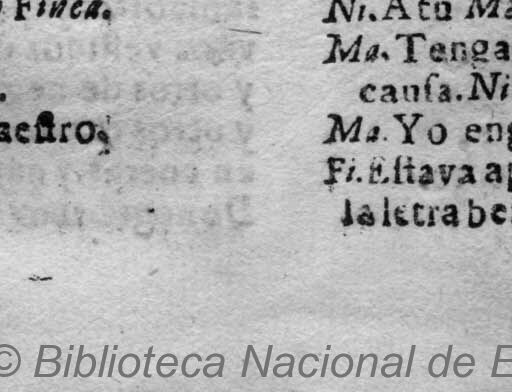 Finea.
aeſtro.
Ni. A tu Ma
Ma. Tenga
cauſa. Ni
Ma. Yo eng
Fi. Eſtava ap
la letra be
© Biblioteca Nacional de E